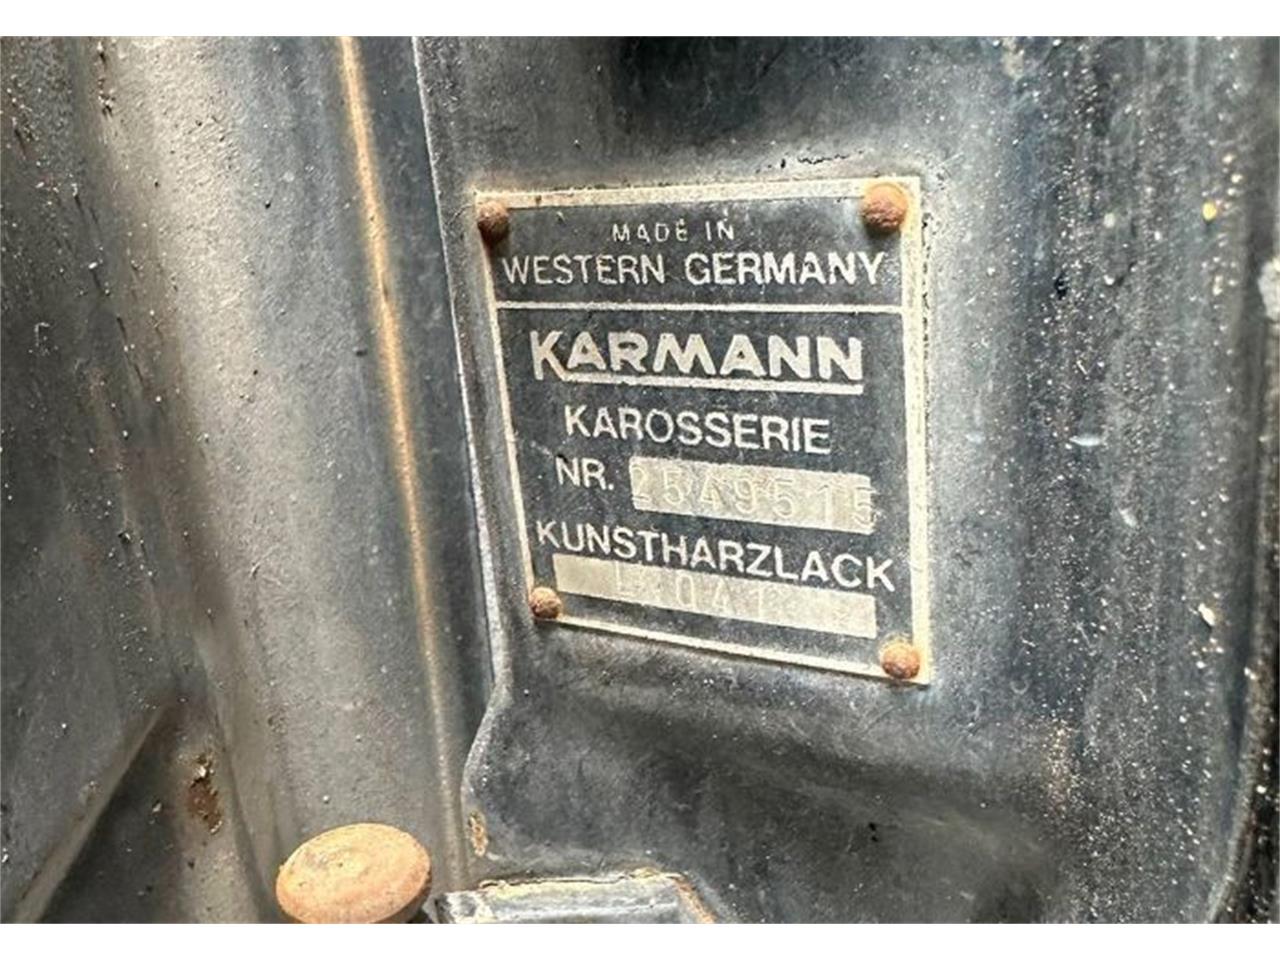 MADE IN
WESTERN GERMANY
KARMANN
KAROSSERIE
NR. 2549515
KUNSTHARZLACK